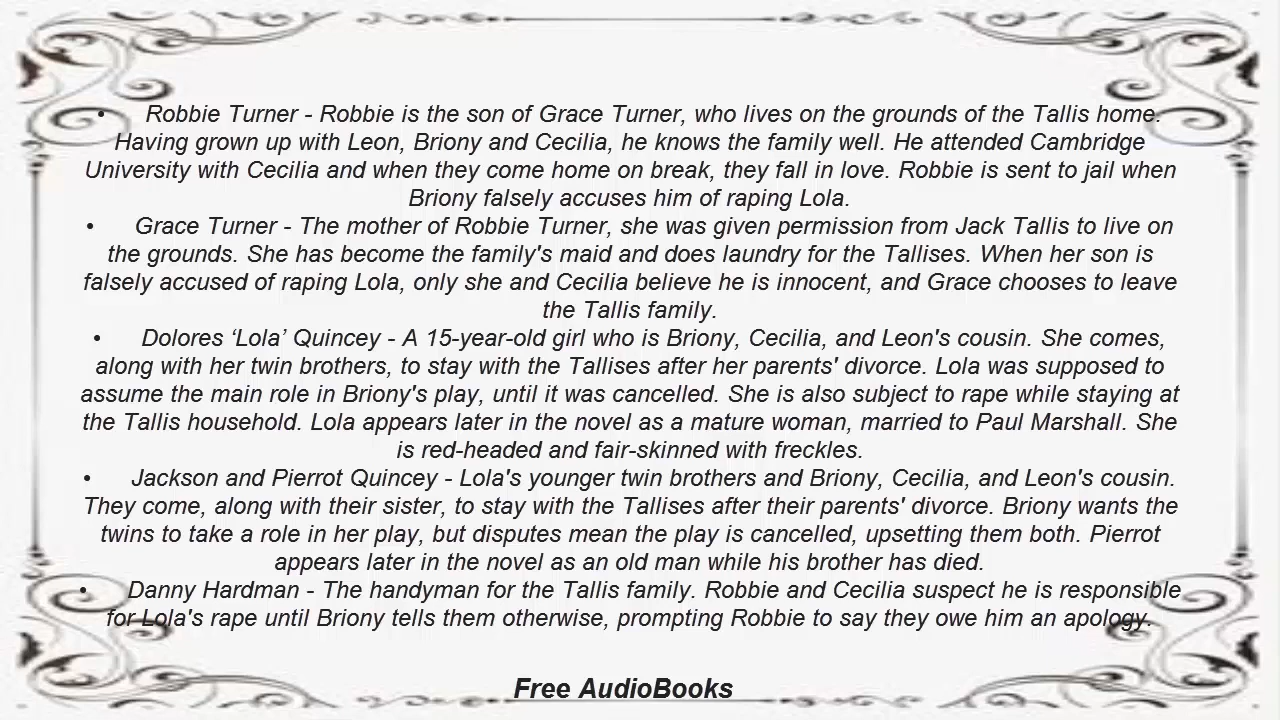 • Robbie Turner - Robbie is the son of Grace Turner, who lives on the grounds of the Tallis home.
Having grown up with Leon, Briony and Cecilia, he knows the family well. He attended Cambridge
University with Cecilia and when they come home on break, they fall in love. Robbie is sent to jail when
Briony falsely accuses him of raping Lola.
• Grace Turner - The mother of Robbie Turner, she was given permission from Jack Tallis to live on
the grounds. She has become the family's maid and does laundry for the Tallises. When her son is
falsely accused of raping Lola, only she and Cecilia believe he is innocent, and Grace chooses to leave
the Tallis family.
• Dolores ‘Lola’ Quincey - A 15-year-old girl who is Briony, Cecilia, and Leon's cousin. She comes,
along with her twin brothers, to stay with the Tallises after her parents' divorce. Lola was supposed to
assume the main role in Briony's play, until it was cancelled. She is also subject to rape while staying at
the Tallis household. Lola appears later in the novel as a mature woman, married to Paul Marshall. She
is red-headed and fair-skinned with freckles.
• Jackson and Pierrot Quincey - Lola's younger twin brothers and Briony, Cecilia, and Leon's cousin.
They come, along with their sister, to stay with the Tallises after their parents' divorce. Briony wants the
twins to take a role in her play, but disputes mean the play is cancelled, upsetting them both. Pierrot
appears later in the novel as an old man while his brother has died.
• Danny Hardman - The handyman for the Tallis family. Robbie and Cecilia suspect he is responsible
for Lola's rape until Briony tells them otherwise, prompting Robbie to say they owe him an apology.
Free AudioBooks